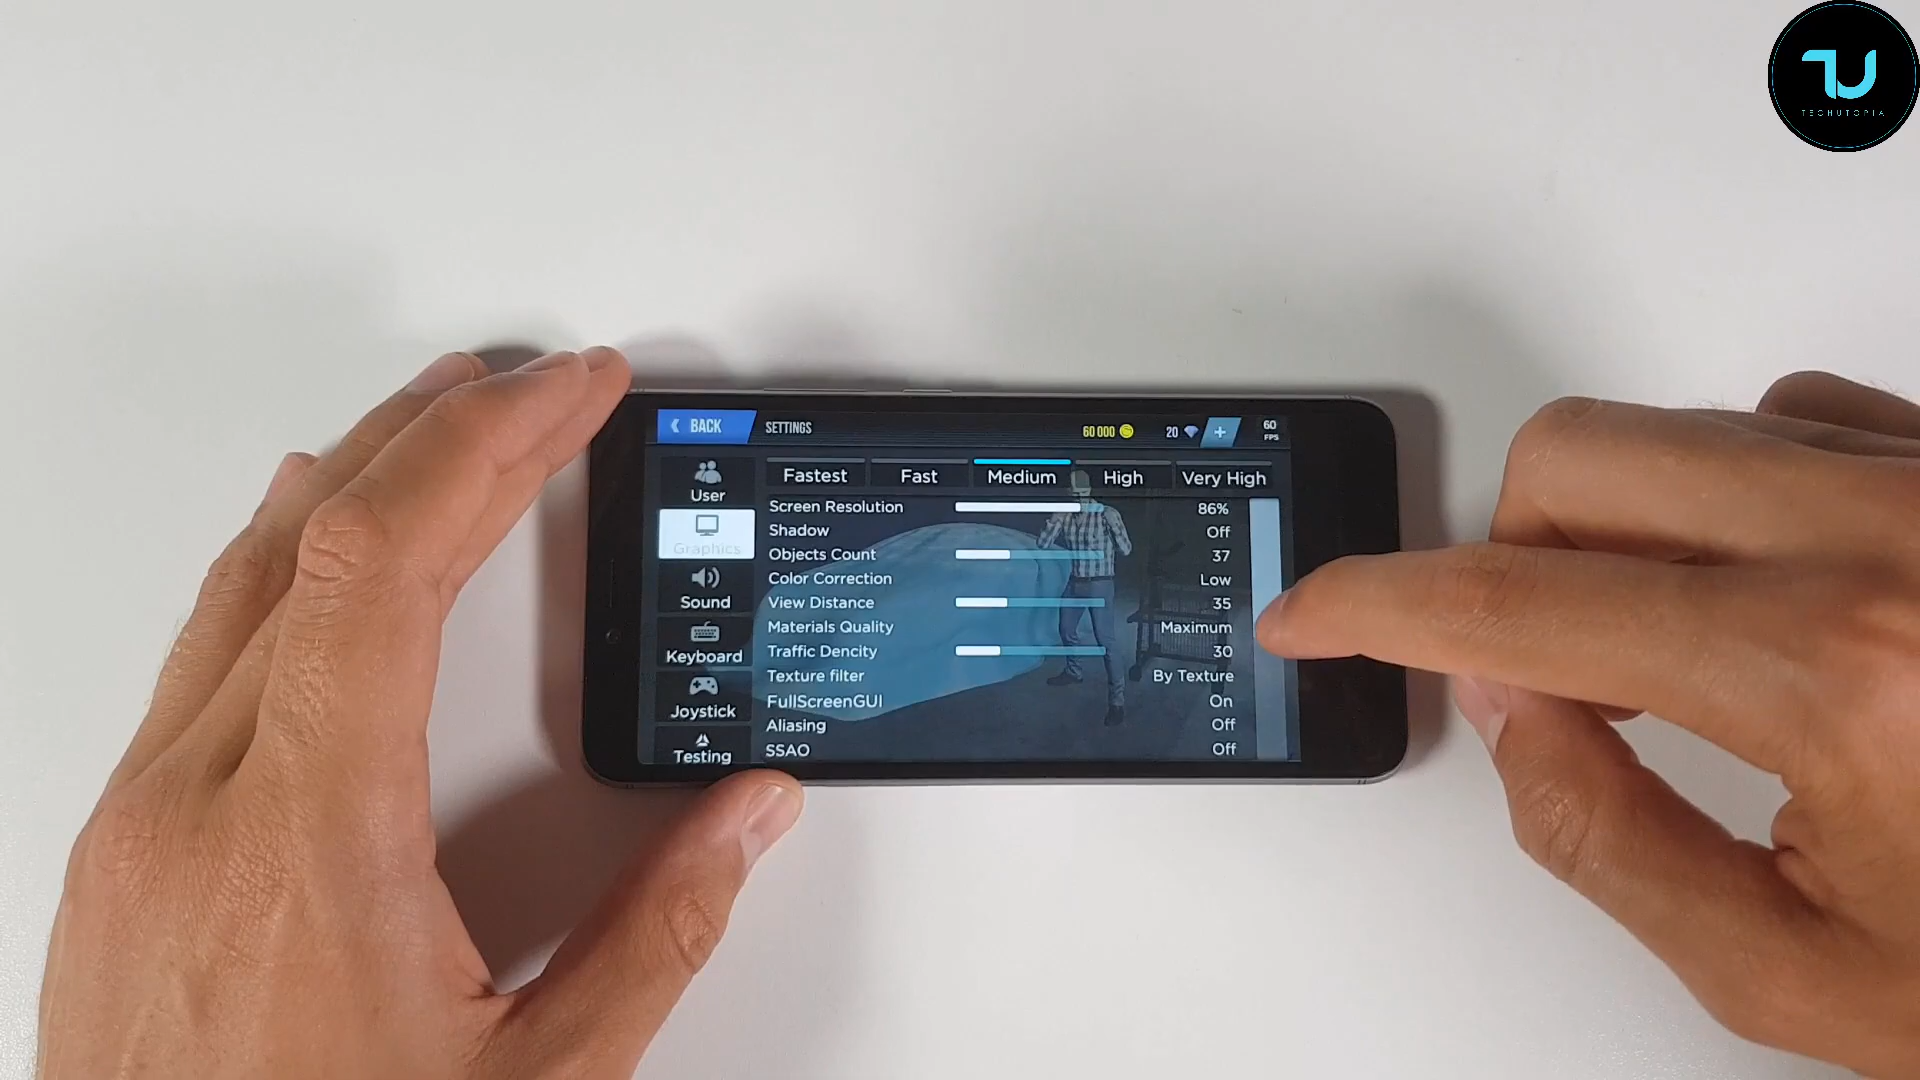 TECHUTOPIA
BACK
SETTINGS
60 000
20
+
60
FPS
Fastest
Fast
Medium
High
Very High
User
Graphics
Sound
Keyboard
Joystick
Testing
Screen Resolution 86%
Shadow Off
Objects Count 37
Color Correction Low
View Distance 35
Materials Quality Maximum
Traffic Dencity 30
Texture filter By Texture
FullScreenGUI On
Aliasing Off
SSAO Off